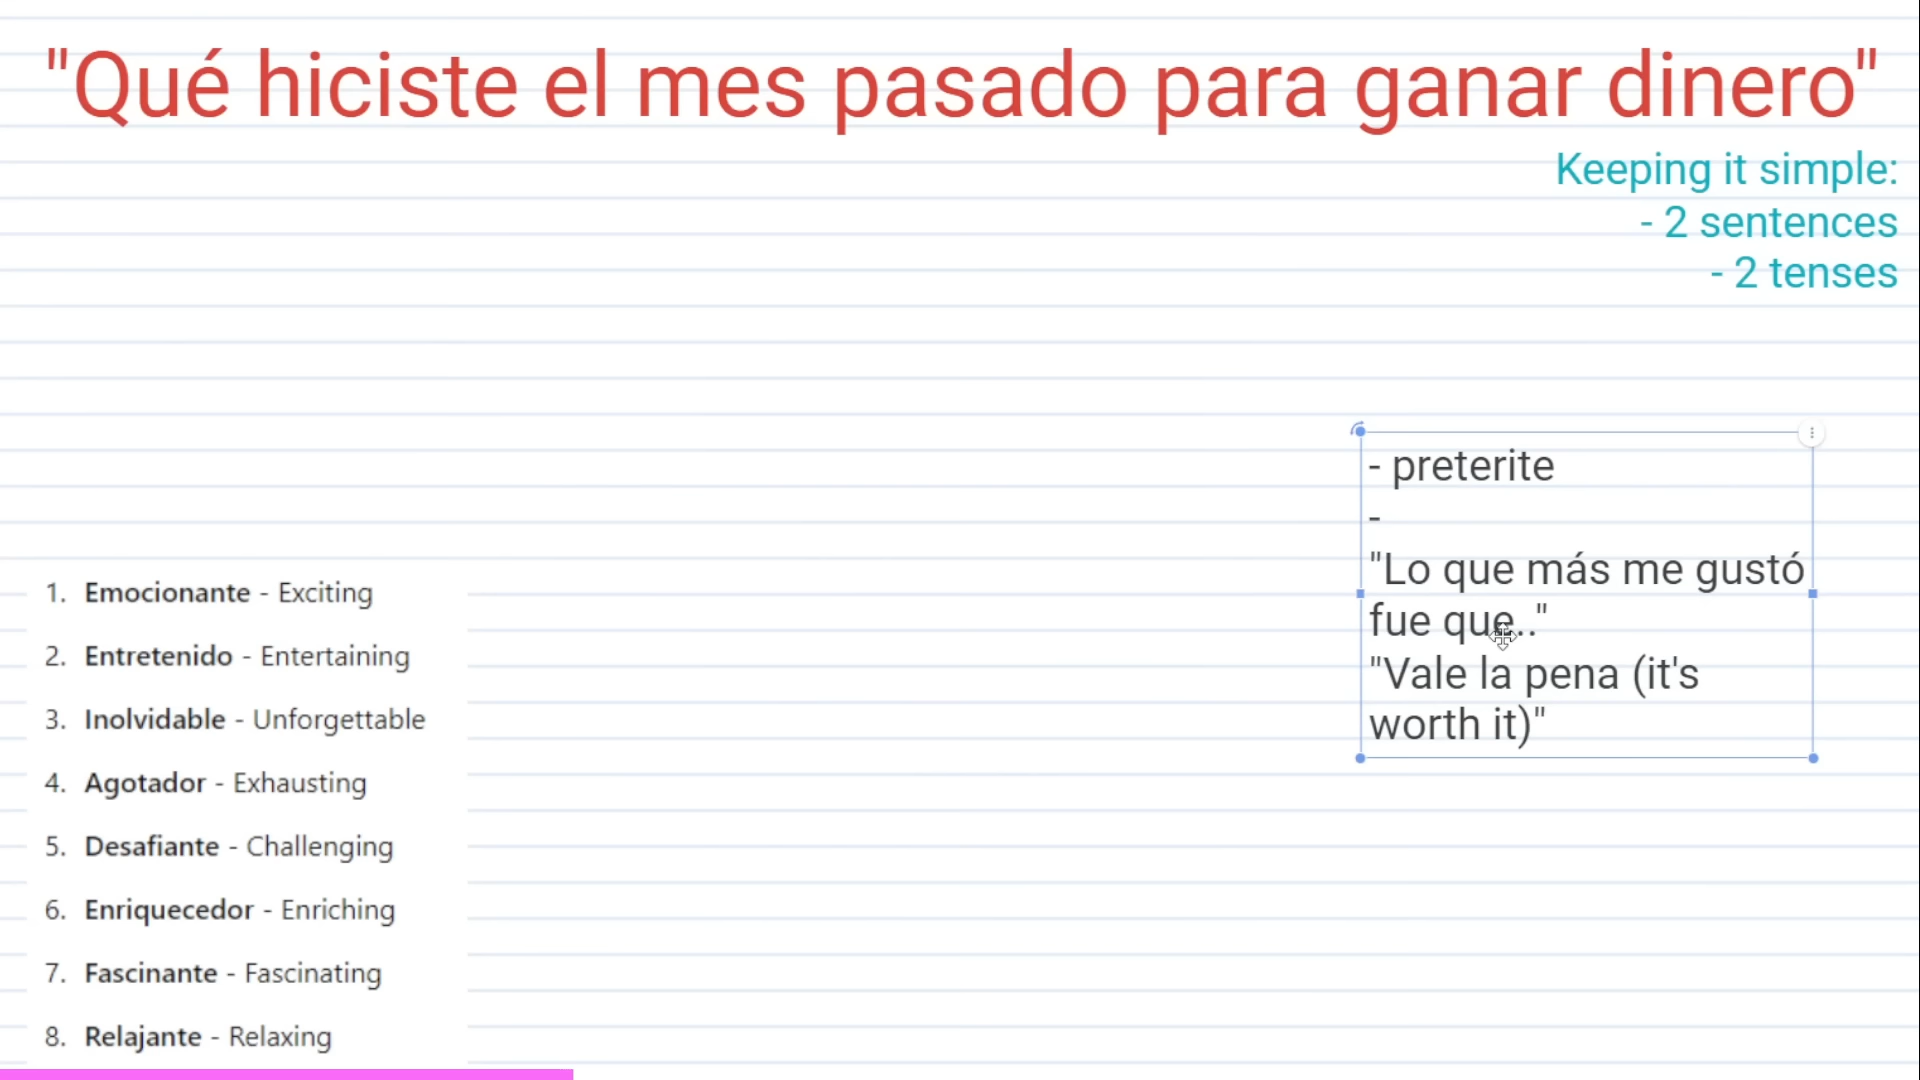 "Qué hiciste el mes pasado para ganar dinero"
Keeping it simple:
- 2 sentences
- 2 tenses
- preterite
-
"Lo que más me gustó
fue que.."
"Vale la pena (it's
worth it)"
1. Emocionante - Exciting
2. Entretenido - Entertaining
3. Inolvidable - Unforgettable
4. Agotador - Exhausting
5. Desafiante - Challenging
6. Enriquecedor - Enriching
7. Fascinante - Fascinating
8. Relajante - Relaxing